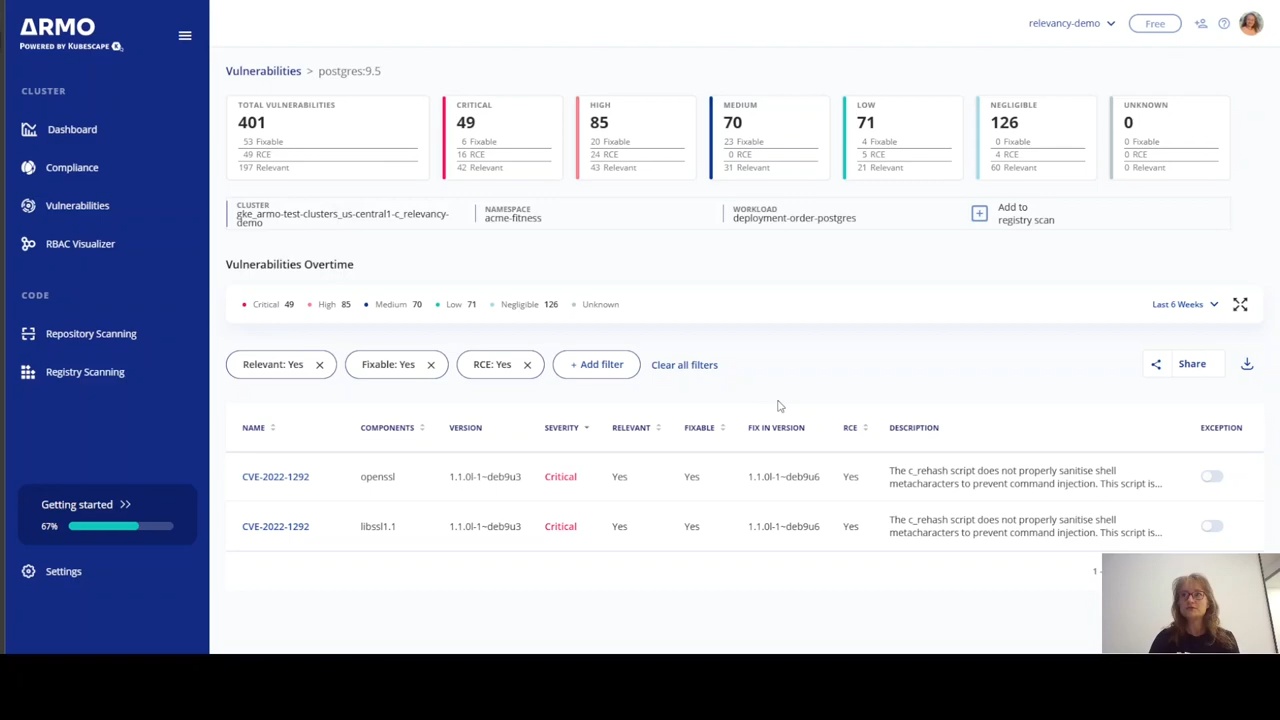 ARMO
POWERED BY KUBESCAPE
relevancy-demo
Free
CLUSTER
Dashboard
Compliance
Vulnerabilities
RBAC Visualizer
CODE
Repository Scanning
Registry Scanning
Getting started >>
67%
Settings
Vulnerabilities > postgres:9.5
TOTAL VULNERABILITIES
401
53 Fixable
49 RCE
197 Relevant
CRITICAL
49
6 Fixable
16 RCE
42 Relevant
HIGH
85
20 Fixable
24 RCE
43 Relevant
MEDIUM
70
23 Fixable
0 RCE
31 Relevant
LOW
71
4 Fixable
5 RCE
21 Relevant
NEGLIGIBLE
126
0 Fixable
4 RCE
60 Relevant
UNKNOWN
0
0 Fixable
0 RCE
0 Relevant
CLUSTER
gke_armo-test-clusters_us-central1-c_relevancy-
demo
NAMESPACE
acme-fitness
WORKLOAD
deployment-order-postgres
Add to
registry scan
Vulnerabilities Overtime
Critical 49 High 85 Medium 70 Low 71 Negligible 126 Unknown
Last 6 Weeks
Relevant: Yes Fixable: Yes RCE: Yes + Add filter Clear all filters
Share
NAME COMPONENTS VERSION SEVERITY RELEVANT FIXABLE FIX IN VERSION RCE DESCRIPTION EXCEPTION
CVE-2022-1292 openssl 1.1.0l-1~deb9u3 Critical Yes Yes 1.1.0l-1~deb9u6 Yes The c_rehash script does not properly sanitise shell
metacharacters to prevent command injection. This script is...
CVE-2022-1292 libssl1.1 1.1.0l-1~deb9u3 Critical Yes Yes 1.1.0l-1~deb9u6 Yes The c_rehash script does not properly sanitise shell
metacharacters to prevent command injection. This script is...
1 -